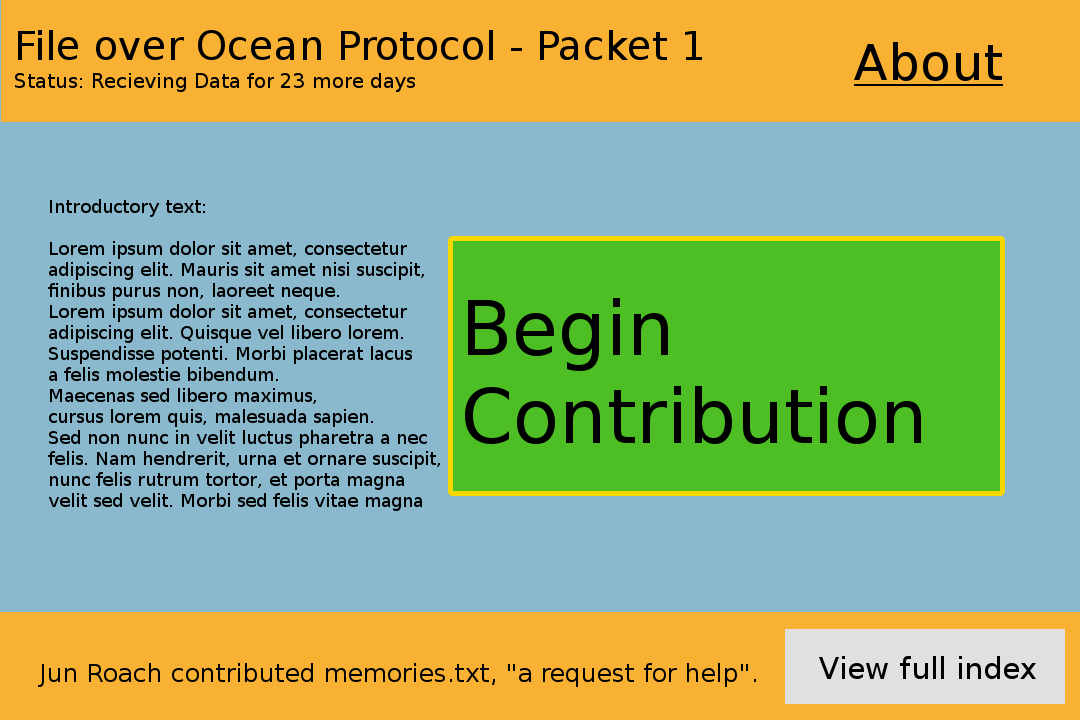 File over Ocean Protocol - Packet 1
Status: Recieving Data for 23 more days
About
Introductory text:
Lorem ipsum dolor sit amet, consectetur
adipiscing elit. Mauris sit amet nisi suscipit,
finibus purus non, laoreet neque.
Lorem ipsum dolor sit amet, consectetur
adipiscing elit. Quisque vel libero lorem.
Suspendisse potenti. Morbi placerat lacus
a felis molestie bibendum.
Maecenas sed libero maximus,
cursus lorem quis, malesuada sapien.
Sed non nunc in velit luctus pharetra a nec
felis. Nam hendrerit, urna et ornare suscipit,
nunc felis rutrum tortor, et porta magna
velit sed velit. Morbi sed felis vitae magna
Begin
Contribution
Jun Roach contributed memories.txt, "a request for help".
View full index